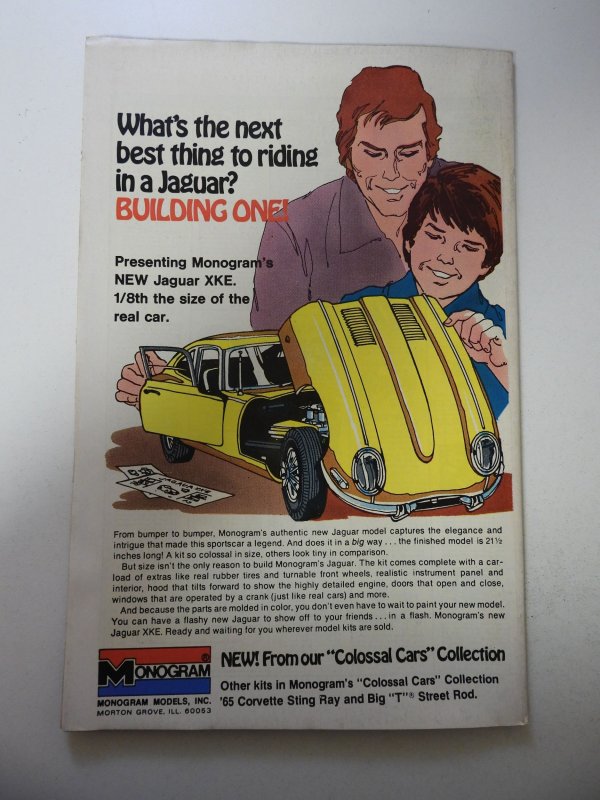 What's the next
best thing to riding
in a Jaguar?
BUILDING ONE!
Presenting Monogram's
NEW Jaguar XKE.
1/8th the size of the
real car.
From bumper to bumper, Monogram's authentic new Jaguar model captures the elegance and
intrigue that made this sportscar a legend. And does it in a big way . . . the finished model is 21½
inches long! A kit so colossal in size, others look tiny in comparison.
But size isn't the only reason to build Monogram's Jaguar. The kit comes complete with a car-
load of extras like real rubber tires and turnable front wheels, realistic instrument panel and
interior, hood that tilts forward to show the highly detailed engine, doors that open and close,
windows that are operated by a crank (just like real cars) and more.
And because the parts are molded in color, you don't even have to wait to paint your new model.
You can have a flashy new Jaguar to show off to your friends . . . in a flash. Monogram's new
Jaguar XKE. Ready and waiting for you wherever model kits are sold.
MONOGRAM®
MONOGRAM MODELS, INC.
MORTON GROVE, ILL. 60053
NEW! From our "Colossal Cars" Collection
Other kits in Monogram's "Colossal Cars" Collection
'65 Corvette Sting Ray and Big "T"® Street Rod.